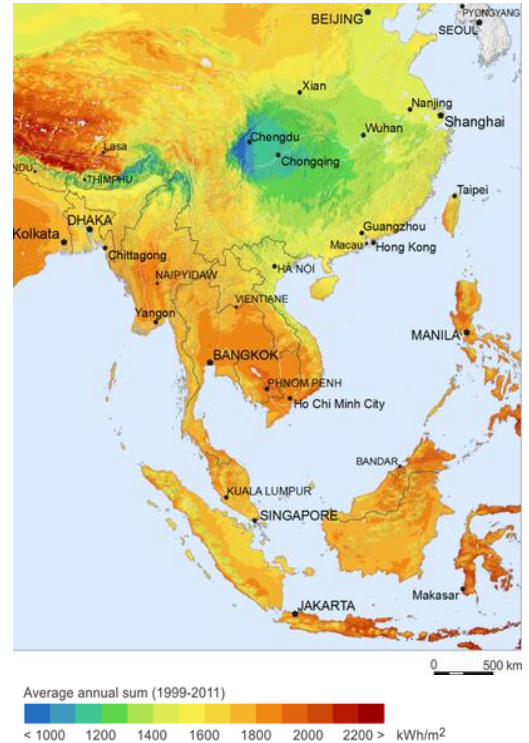 BEIJING
PYONGYANG
SEOUL
Xian
Nanjing
Shanghai
Chengdu
Wuhan
Chongqing
Lasa
NDU
THIMPHU
Taipei
DHAKA
Kolkata
Guangzhou
Macau
Hong Kong
Chittagong
HA NỘI
NAIPYIDAW
VIENTIANE
Yangon
MANILA
BANGKOK
PHNOM PENH
Ho Chi Minh City
BANDAR
KUALA LUMPUR
SINGAPORE
Makasar
JAKARTA
0 500 km
Average annual sum (1999-2011)
< 1000 1200 1400 1600 1800 2000 2200 > kWh/m²